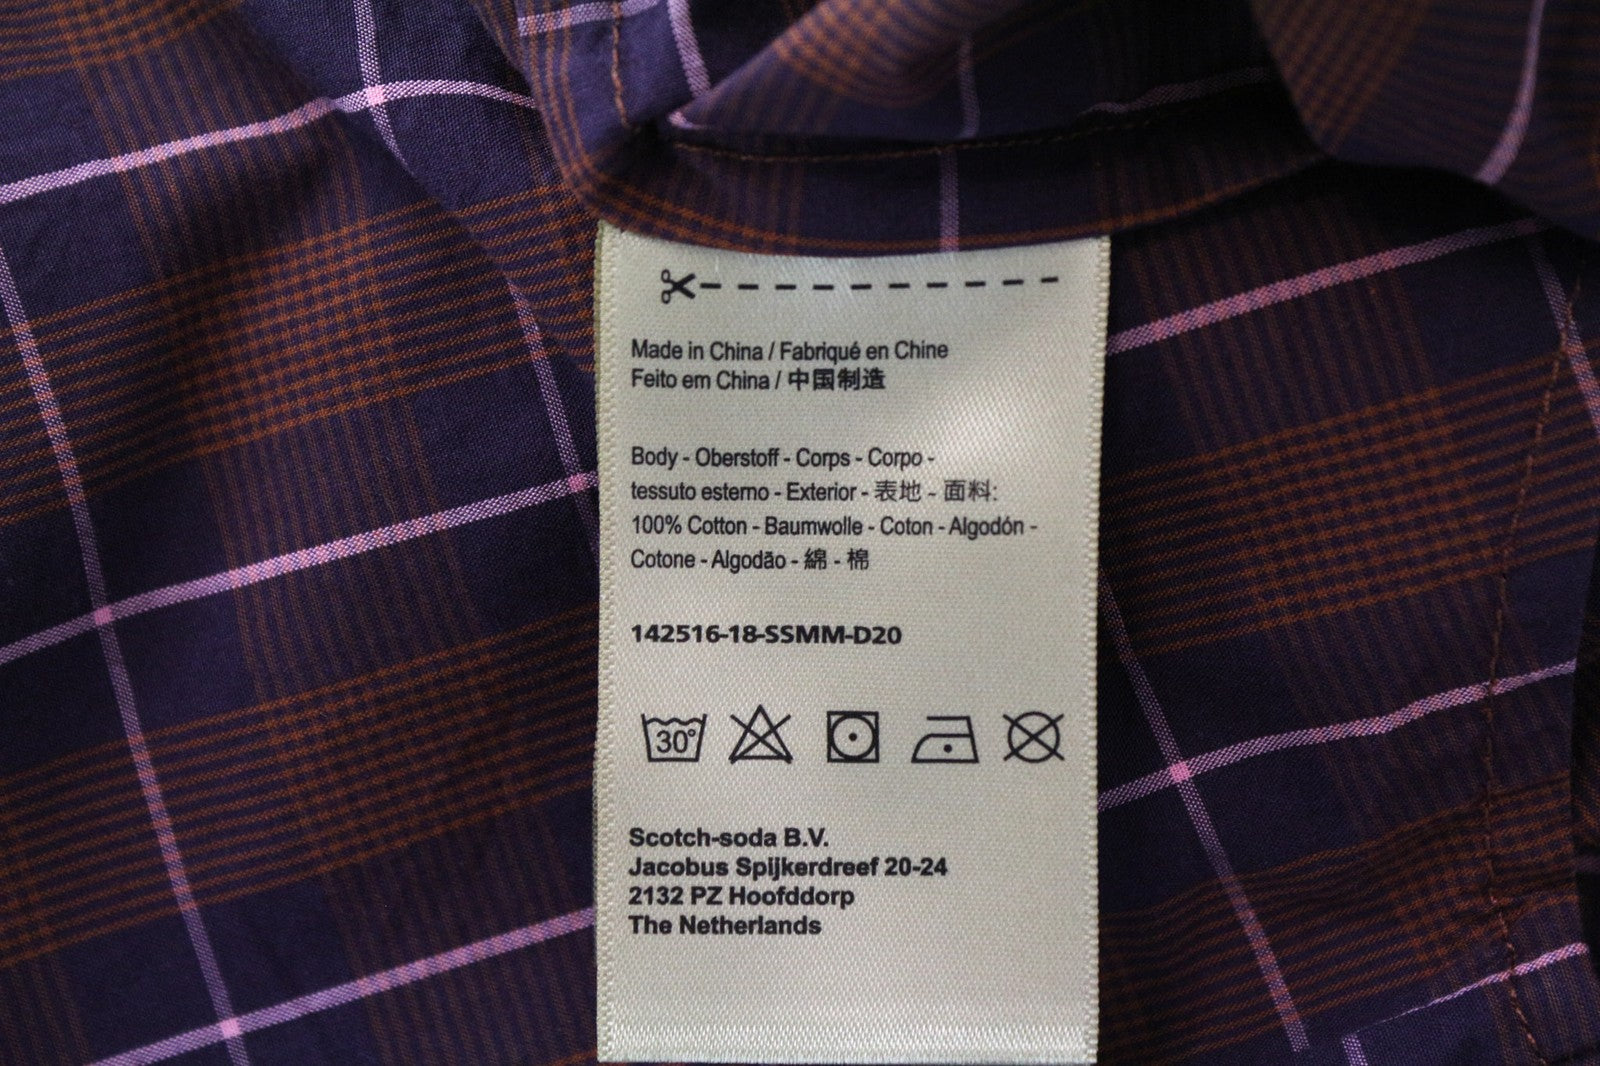 Made in China / Fabriqué en Chine
Feito em China / 中国制造
Body - Oberstoff - Corps - Corpo -
tessuto esterno - Exterior - 表地 - 面料:
100% Cotton - Baumwolle - Coton - Algodón -
Cotone - Algodão - 綿 - 棉
142516-18-SSMM-D20
30°
Scotch-soda B.V.
Jacobus Spijkerdreef 20-24
2132 PZ Hoofddorp
The Netherlands